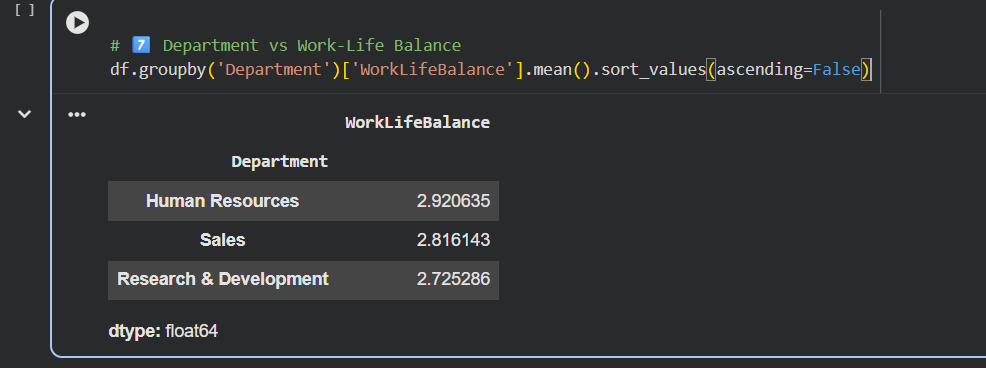 [ ]
# 7️⃣ Department vs Work-Life Balance
df.groupby('Department')['WorkLifeBalance'].mean().sort_values(ascending=False)
WorkLifeBalance
Department
Human Resources 2.920635
Sales 2.816143
Research & Development 2.725286
dtype: float64